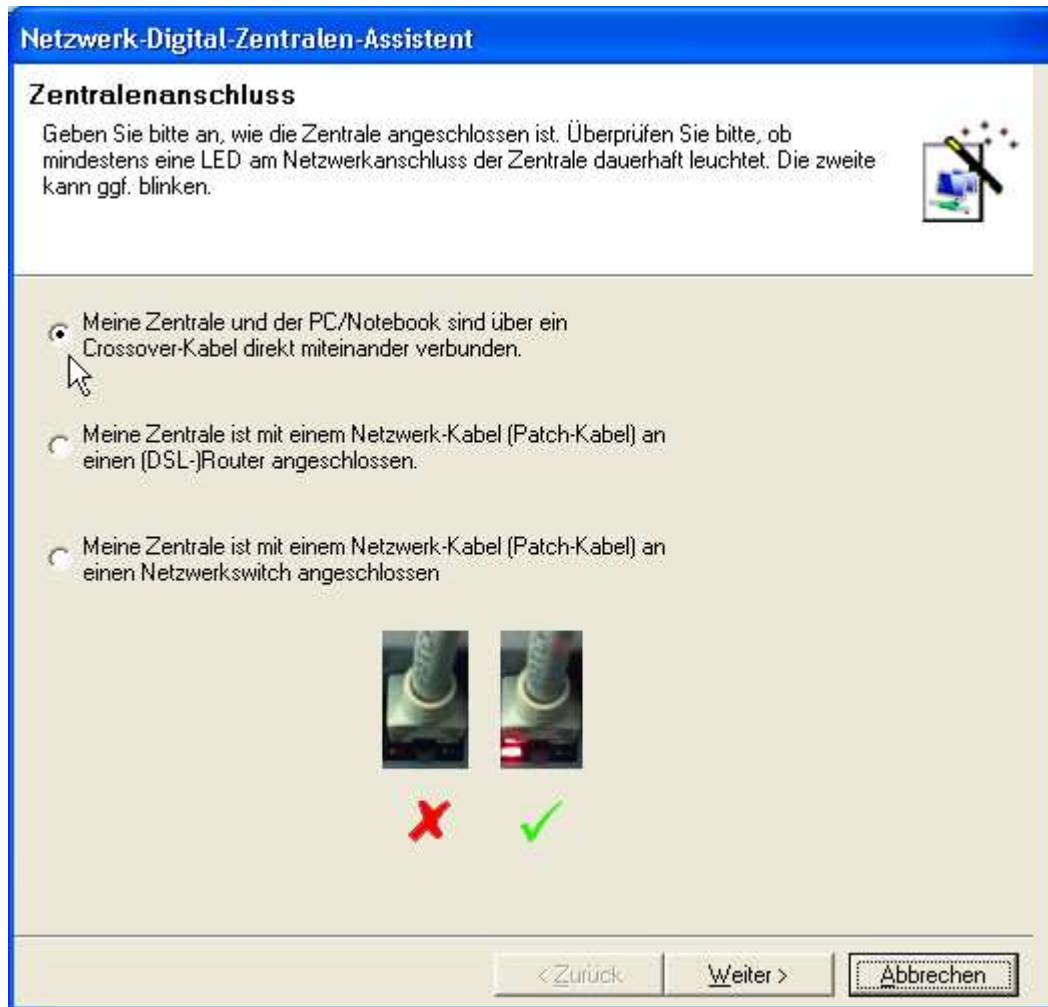 Netzwerk-Digital-Zentralen-Assistent
Zentralenanschluss
Geben Sie bitte an, wie die Zentrale angeschlossen ist. Überprüfen Sie bitte, ob
mindestens eine LED am Netzwerkanschluss der Zentrale dauerhaft leuchtet. Die zweite
kann ggf. blinken.
Meine Zentrale und der PC/Notebook sind über ein
Crossover-Kabel direkt miteinander verbunden.
Meine Zentrale ist mit einem Netzwerk-Kabel (Patch-Kabel) an
einen (DSL-)Router angeschlossen.
Meine Zentrale ist mit einem Netzwerk-Kabel (Patch-Kabel) an
einen Netzwerkswitch angeschlossen
< Zurück Weiter > Abbrechen